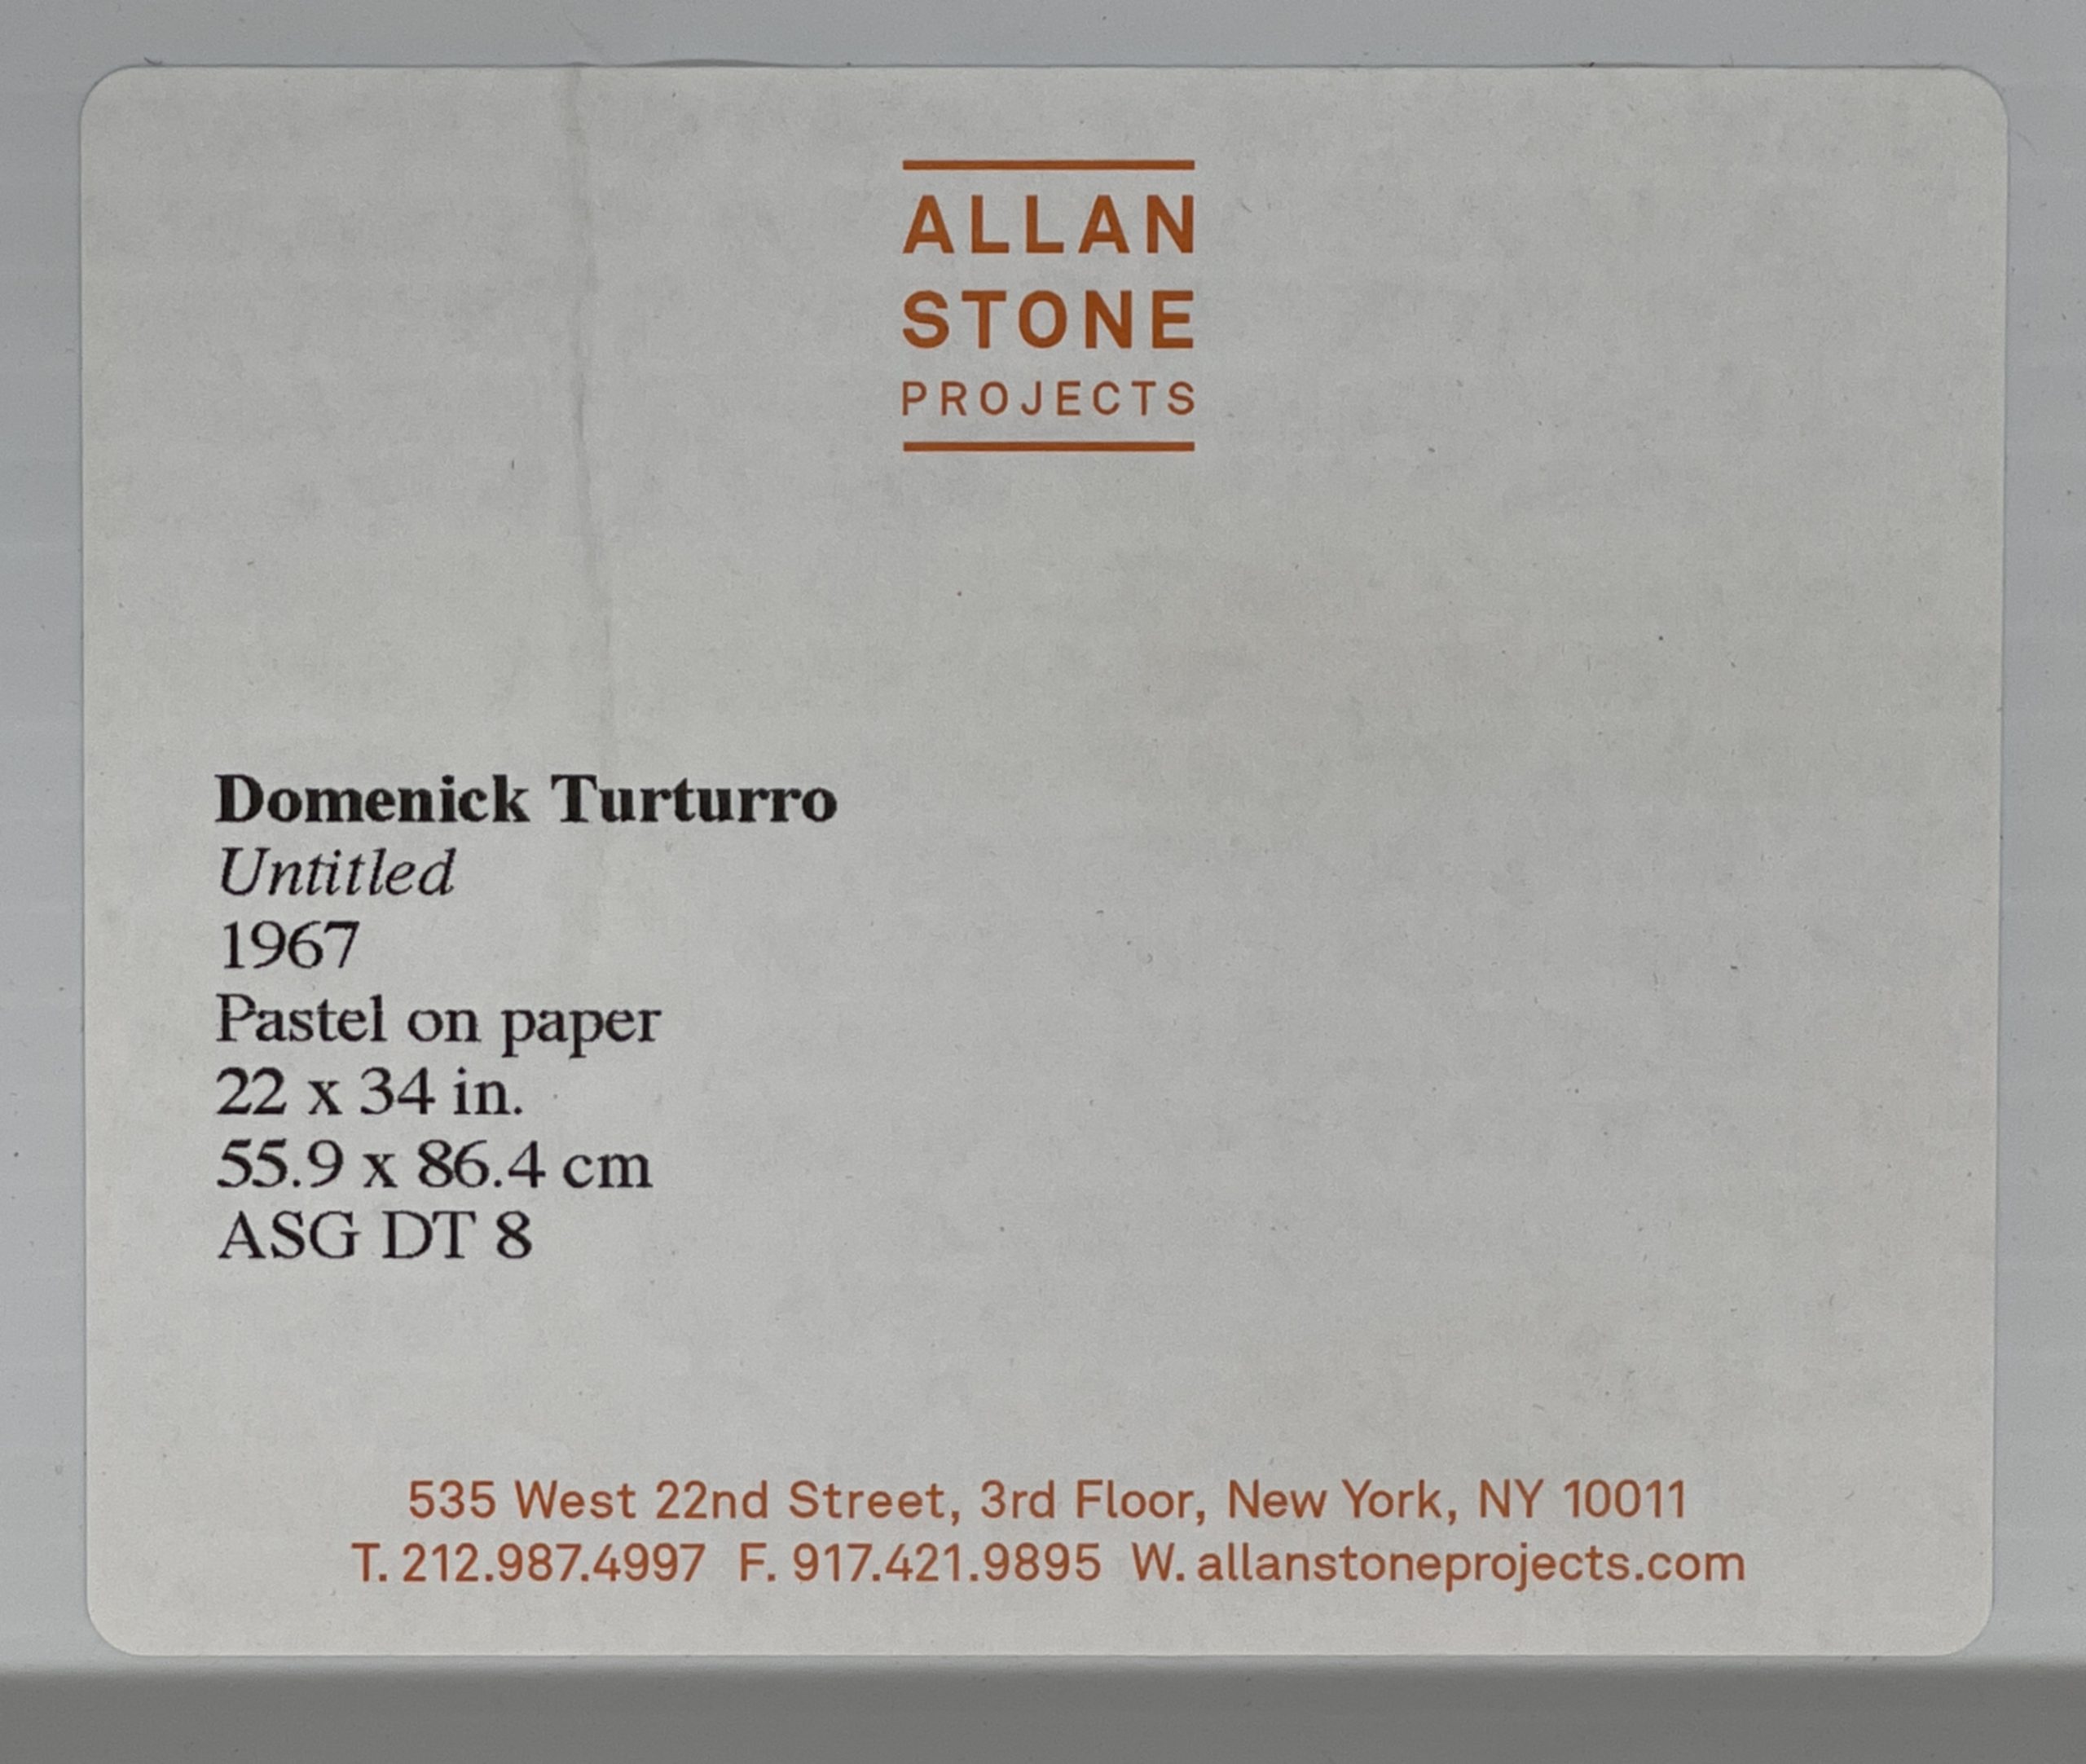 ALLAN
STONE
PROJECTS
Domenick Turturro
Untitled
1967
Pastel on paper
22 x 34 in.
55.9 x 86.4 cm
ASG DT 8
535 West 22nd Street, 3rd Floor, New York, NY 10011
T. 212.987.4997 F. 917.421.9895 W. allanstoneprojects.com